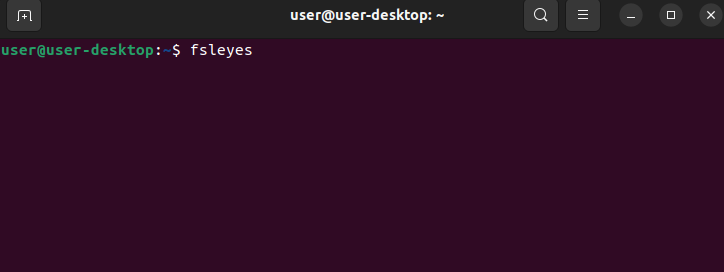 user@user-desktop: ~
user@user-desktop:~$ fsleyes